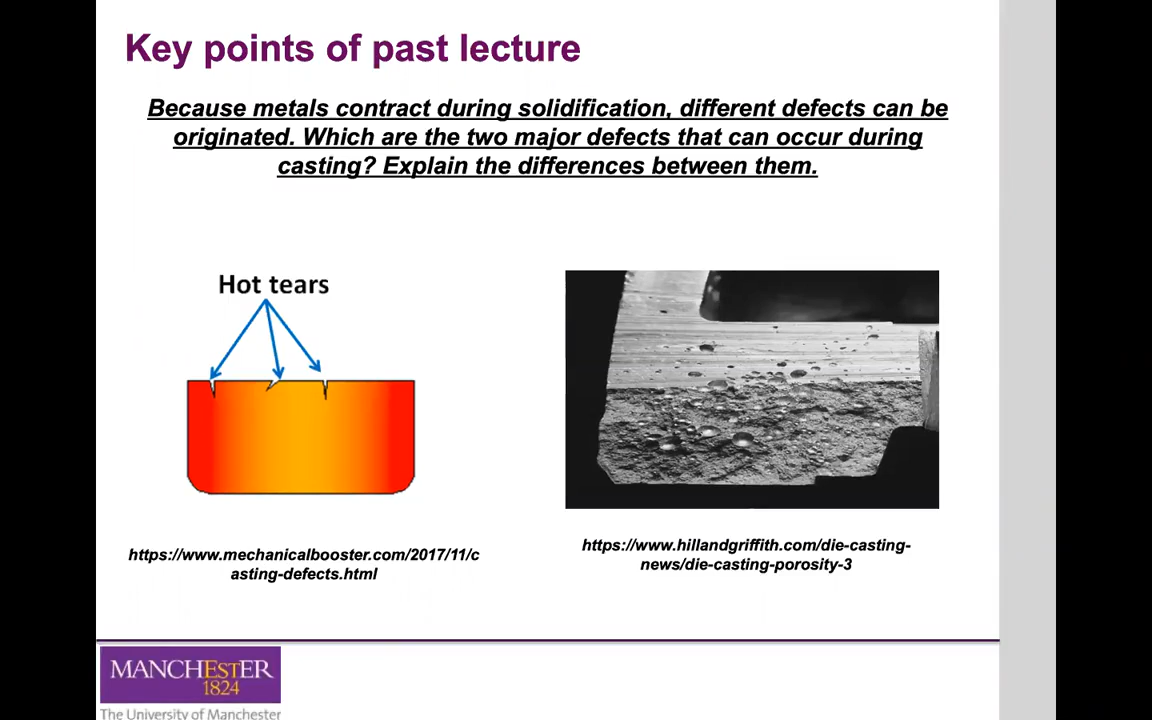 Key points of past lecture
Because metals contract during solidification, different defects can be
originated. Which are the two major defects that can occur during
casting? Explain the differences between them.
Hot tears
https://www.mechanicalbooster.com/2017/11/c
asting-defects.html
https://www.hillandgriffith.com/die-casting-
news/die-casting-porosity-3
MANCHESTER
1824
The University of Manchester